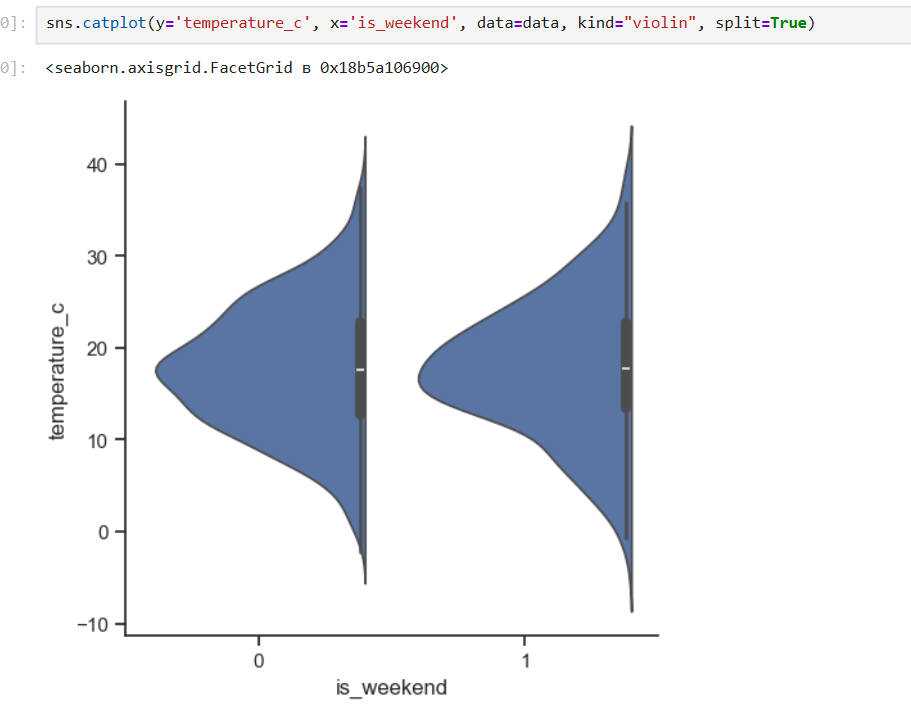 0]: sns.catplot(y='temperature_c', x='is_weekend', data=data, kind="violin", split=True)
0]: <seaborn.axisgrid.FacetGrid в 0x18b5a106900>
40
30
20
10
0
−10
temperature_c
0 1
is_weekend